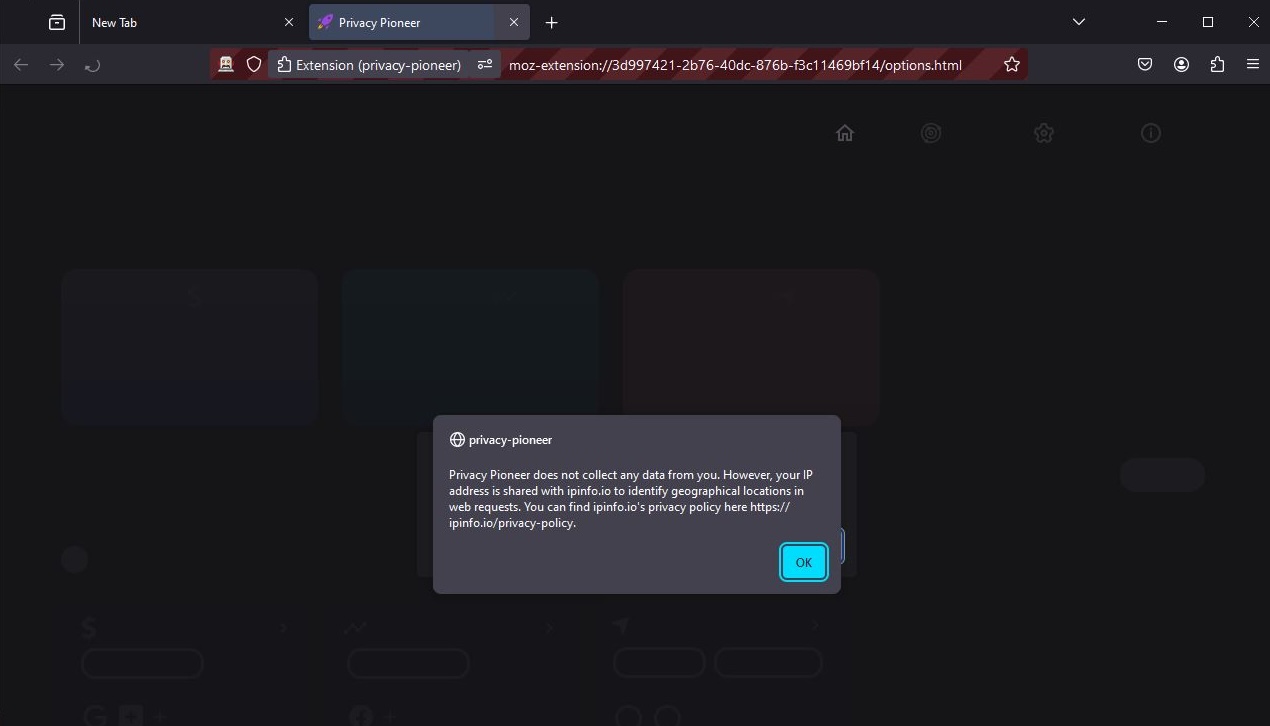 New Tab
Privacy Pioneer
Extension (privacy-pioneer)
moz-extension://3d997421-2b76-40dc-876b-f3c11469bf14/options.html
privacy-pioneer
Privacy Pioneer does not collect any data from you. However, your IP
address is shared with ipinfo.io to identify geographical locations in
web requests. You can find ipinfo.io's privacy policy here https://
ipinfo.io/privacy-policy.
OK